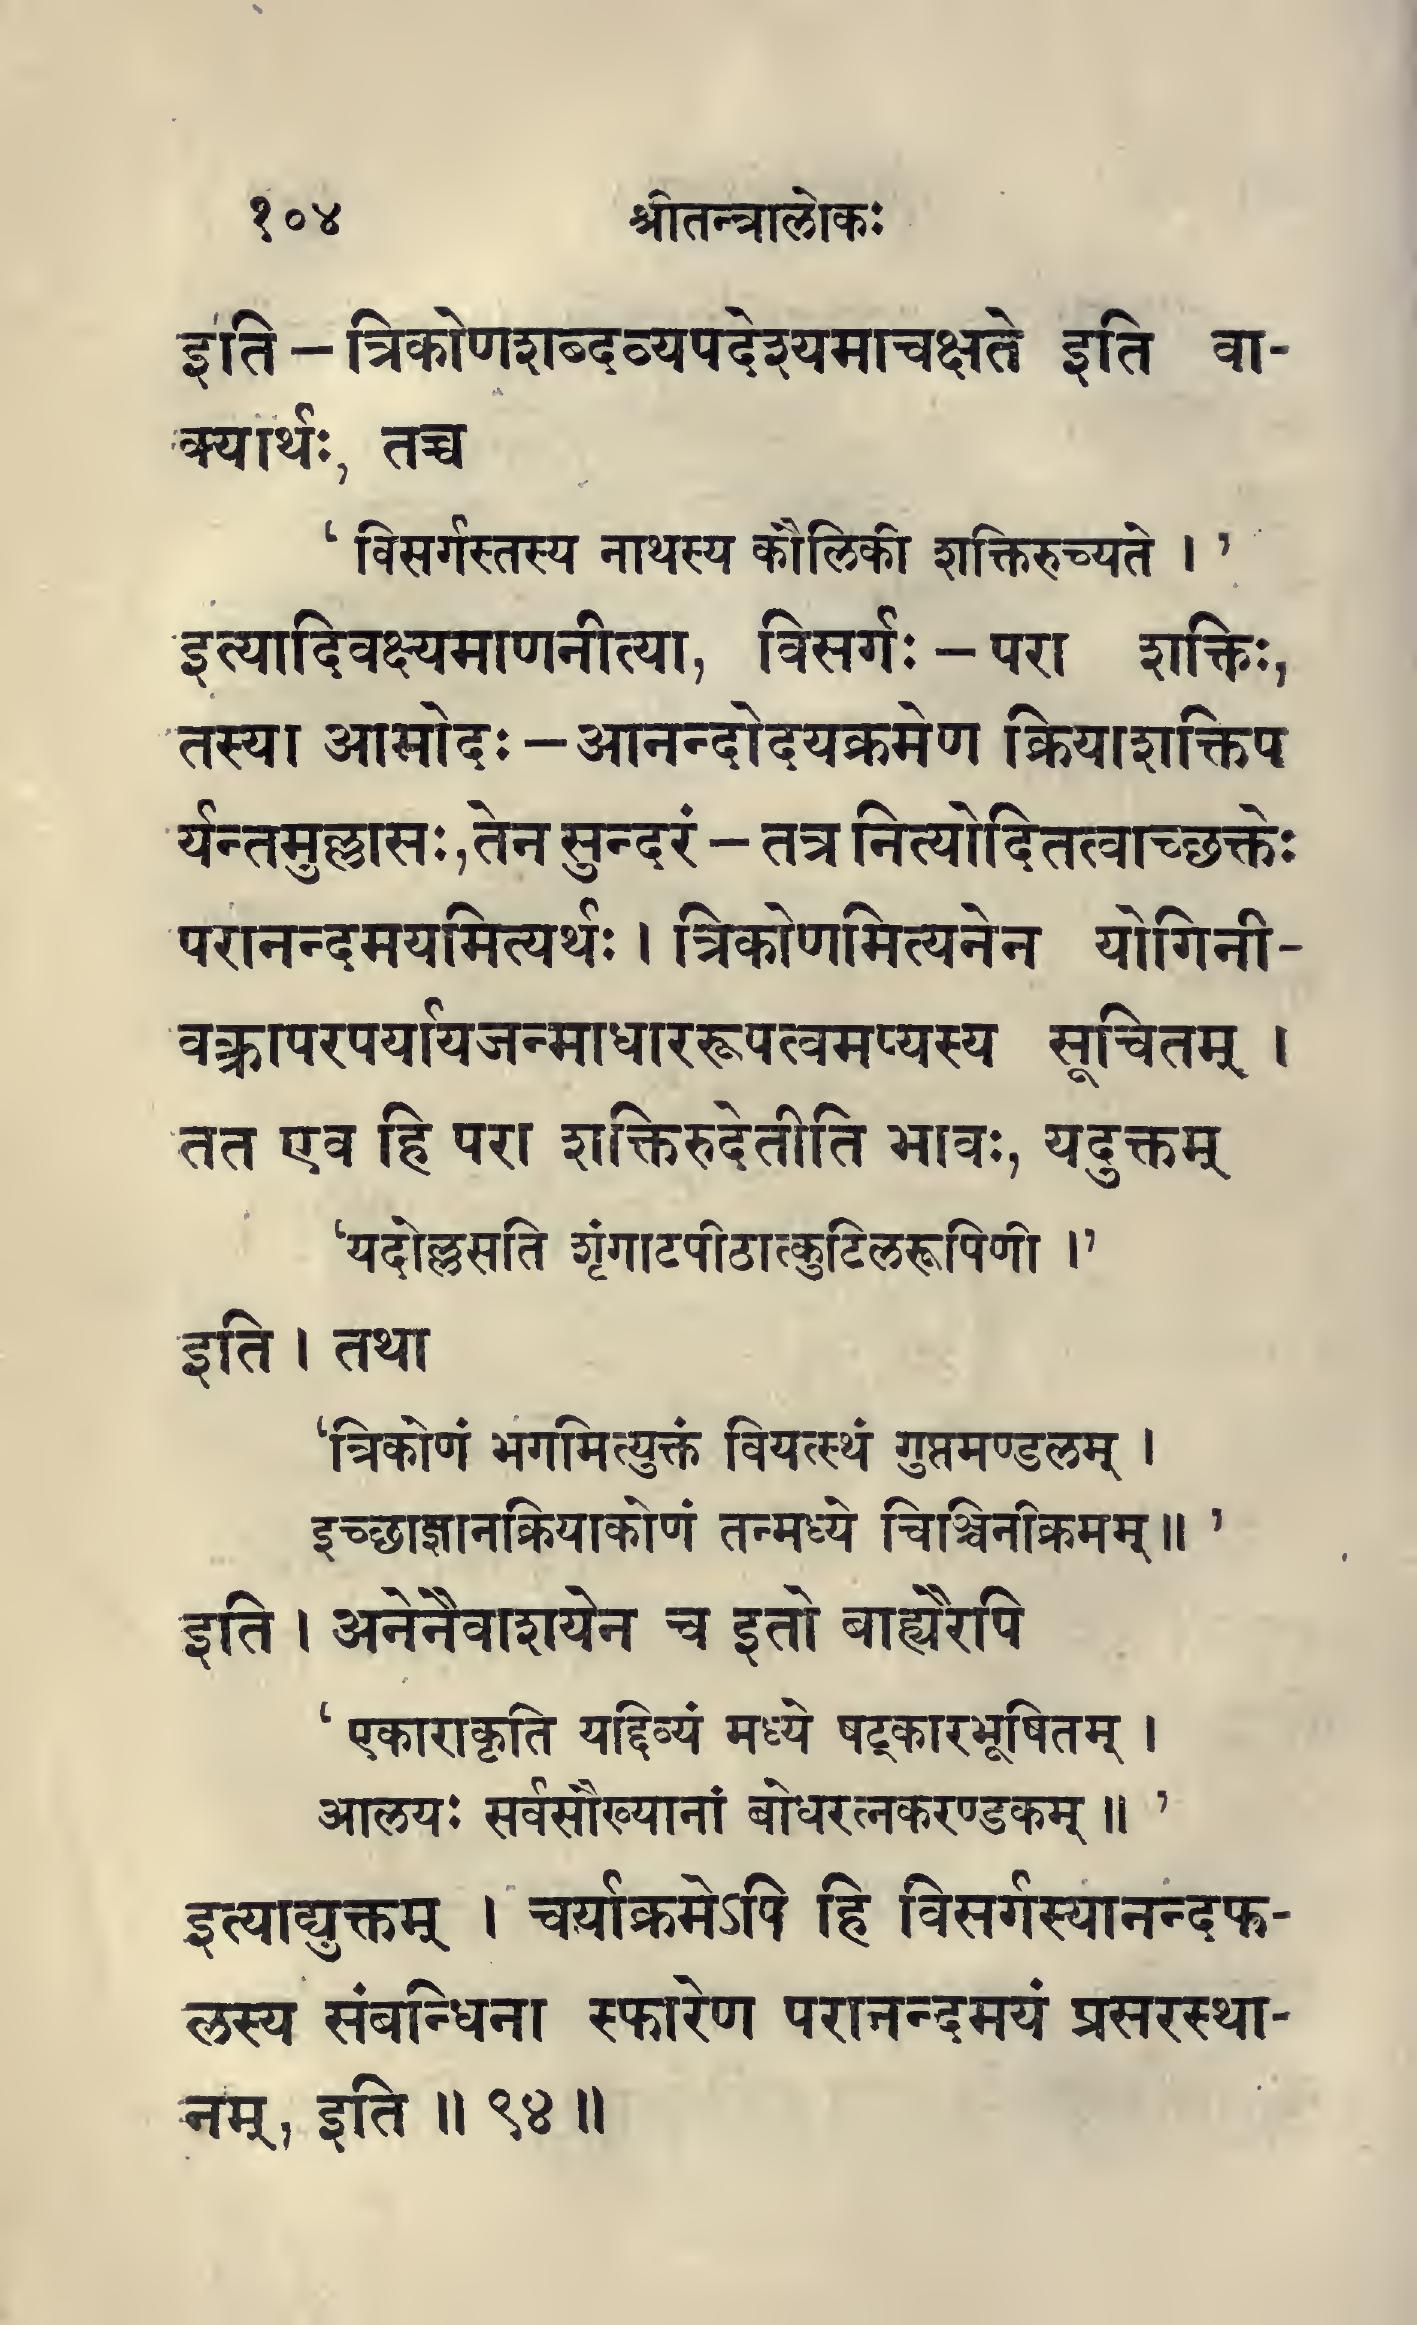 १०४ श्रीतन्त्रालोकः
इति – त्रिकोणशब्दव्यपदेश्यमाचक्षते इति वा-
क्यार्थः, तच्च
‘ विसर्गस्तस्य नाथस्य कौलिकी शक्तिरुच्यते । ’
इत्यादिवक्ष्यमाणनीत्या, विसर्गः – परा शक्तिः,
तस्या आमोदः – आनन्दोदयक्रमेण क्रियाशक्तिप
र्यन्तमुल्लासः, तेन सुन्दरं – तत्र नित्योदितत्वाच्छक्तेः
परानन्दमयमित्यर्थः । त्रिकोणमित्यनेन योगिनी-
वक्त्रापरपर्यायजन्माधाररूपत्वमप्यस्य सूचितम् ।
तत एव हि परा शक्तिरुदेतीति भावः, यदुक्तम्
‘यदोल्लसति शृंगाटपीठात्कुटिलरूपिणी ।’
इति । तथा
‘त्रिकोणं भगमित्युक्तं वियत्स्थं गुप्तमण्डलम् ।
इच्छाज्ञानक्रियाकोणं तन्मध्ये चिञ्चिनीक्रमम् ॥ ’
इति । अनेनैवाशयेन च इतो बाह्यैरपि
‘ एकाराकृति यद्दिव्यं मध्ये षट्कारभूषितम् ।
आलयः सर्वसौख्यानां बोधरत्नकरण्डकम् ॥ ’
इत्याद्युक्तम् । चर्याक्रमेऽपि हि विसर्गस्यानन्दफ-
लस्य संबन्धिना स्फारेण परानन्दमयं प्रसरस्था-
नम्, इति ॥ ९४ ॥